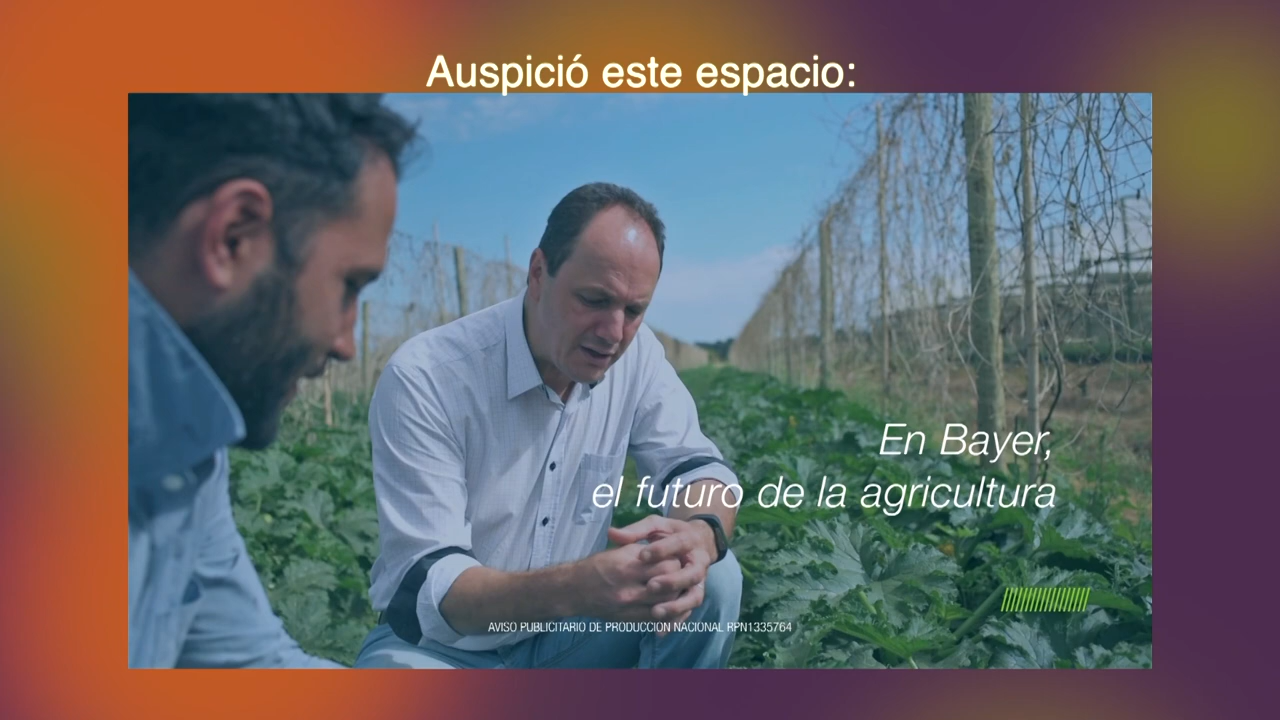 Auspició este espacio:
En Bayer,
el futuro de la agricultura
AVISO PUBLICITARIO DE PRODUCCION NACIONAL RPN1335764